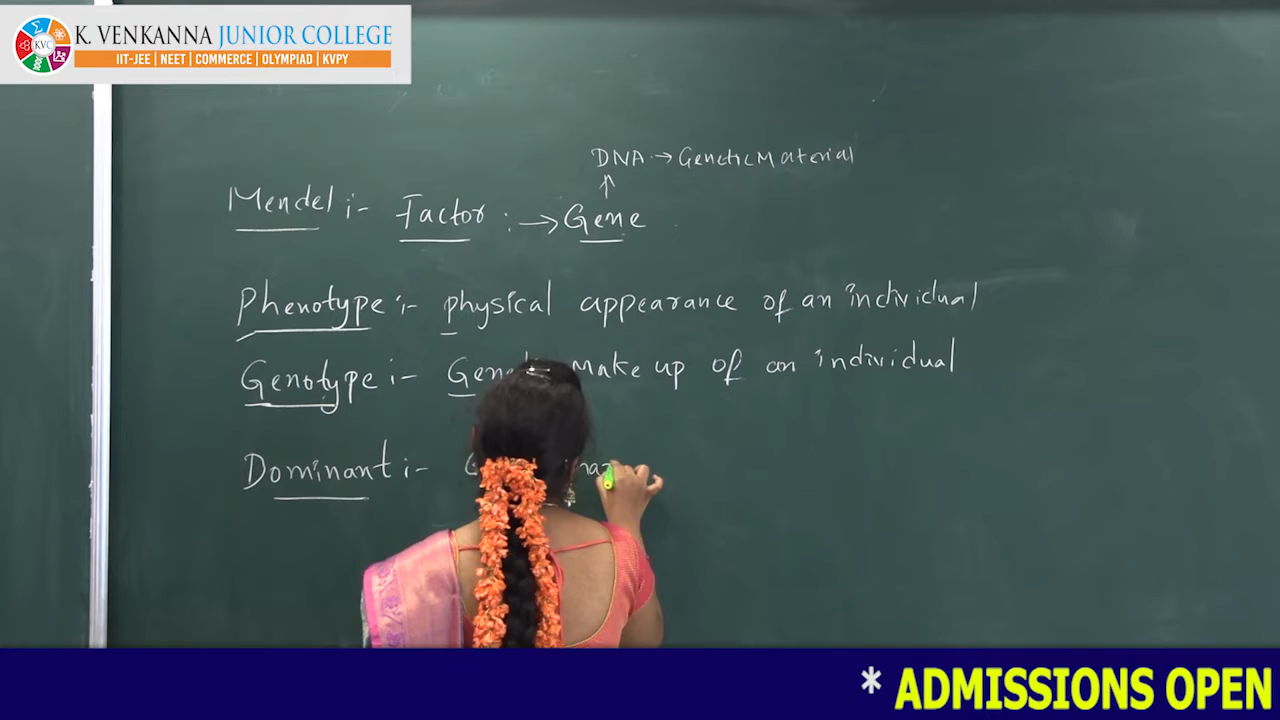 KVC
K. VENKANNA JUNIOR COLLEGE
IIT-JEE | NEET | COMMERCE | OLYMPIAD | KVPY
DNA → Genetic Material
Mendel :- Factor : → Gene
Phenotype :- physical appearance of an individual
Genotype :- make up of an individual
Dominant :-
* ADMISSIONS OPEN